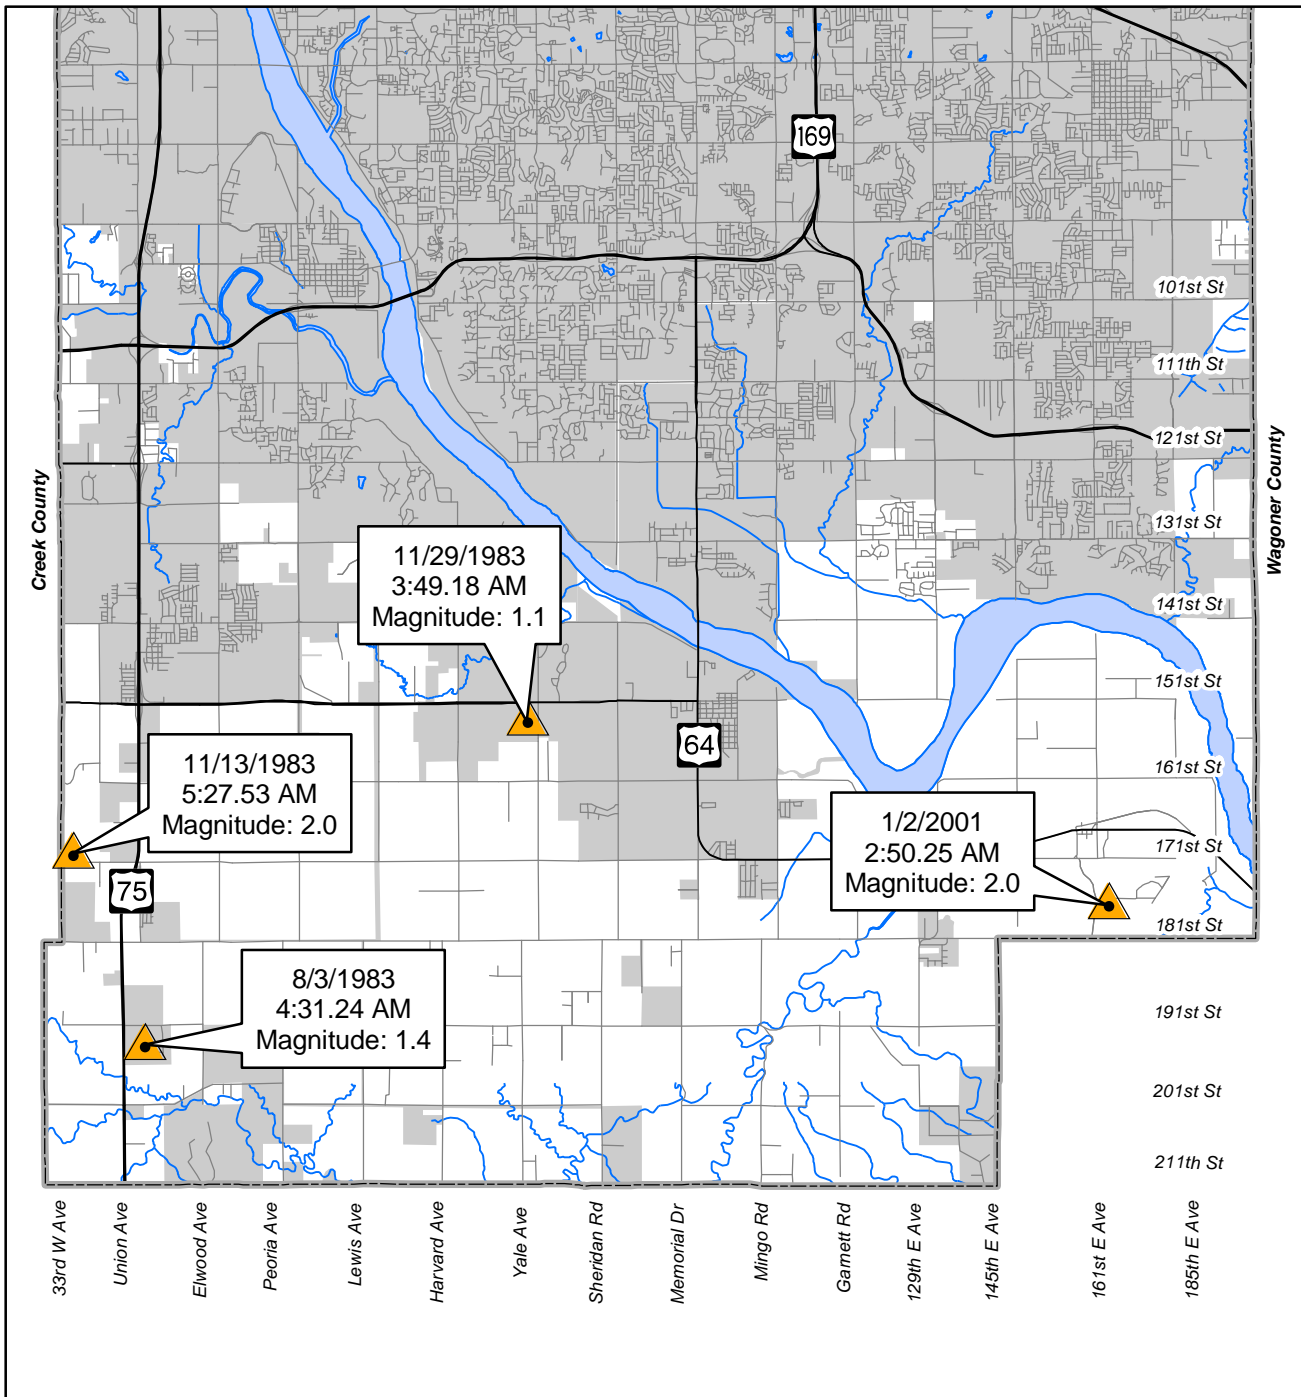 169
101st St
111th St
121st St
Creek County
Wagoner County
131st St
11/29/1983
3:49.18 AM
Magnitude: 1.1
141st St
151st St
64
11/13/1983
5:27.53 AM
Magnitude: 2.0
161st St
1/2/2001
2:50.25 AM
Magnitude: 2.0
171st St
75
181st St
8/3/1983
4:31.24 AM
Magnitude: 1.4
191st St
201st St
211th St
33rd W Ave
Union Ave
Elwood Ave
Peoria Ave
Lewis Ave
Harvard Ave
Yale Ave
Sheridan Rd
Memorial Dr
Mingo Rd
Garnett Rd
129th E Ave
145th E Ave
161st E Ave
185th E Ave